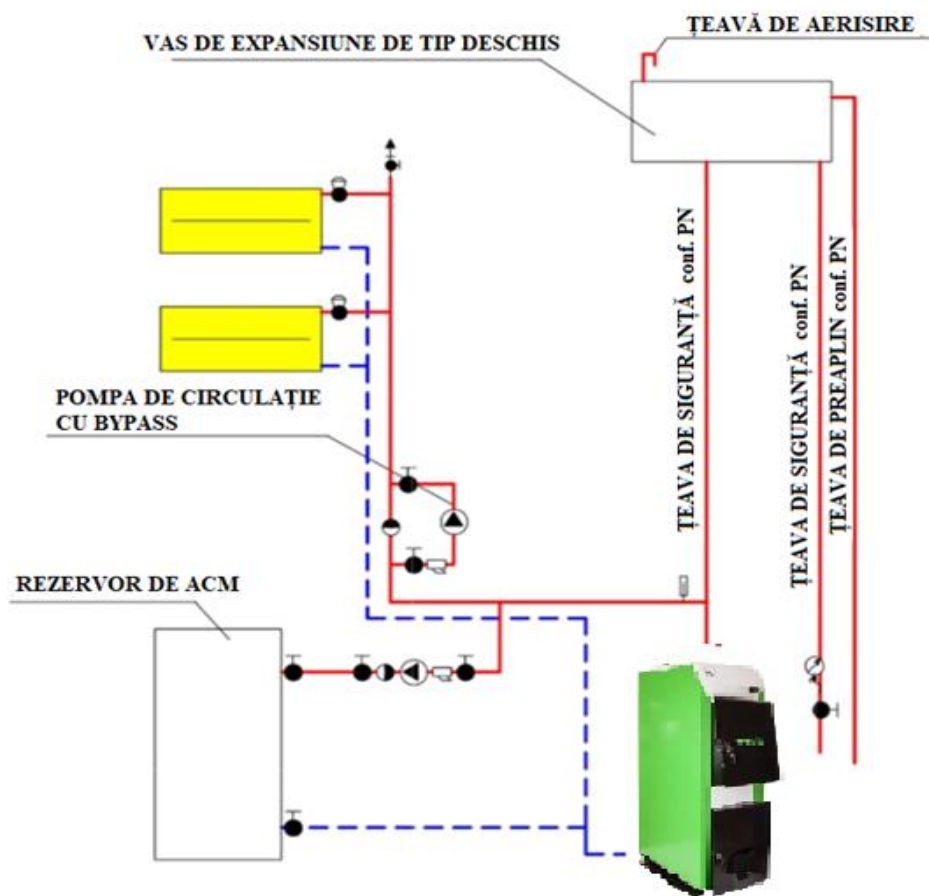 ȚEAVĂ DE AERISIRE
VAS DE EXPANSIUNE DE TIP DESCHIS
ȚEAVA DE SIGURANȚĂ conf. PN
ȚEAVA DE SIGURANȚĂ conf. PN
ȚEAVA DE PREAPLIN conf. PN
POMPA DE CIRCULAȚIE
CU BYPASS
REZERVOR DE ACM